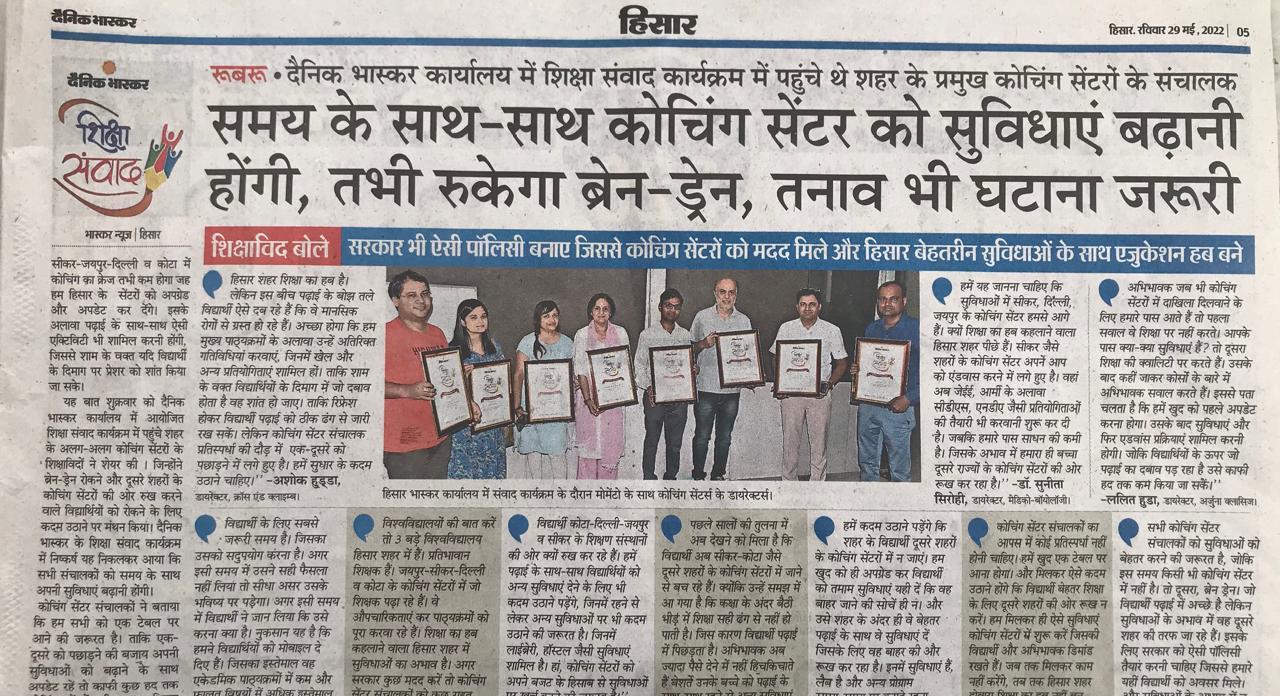 दैनिक भास्कर
हिसार
हिसार. रविवार 29 मई, 2022 | 05
दैनिक भास्कर
शिक्षा
संवाद
रूबरू • दैनिक भास्कर कार्यालय में शिक्षा संवाद कार्यक्रम में पहुंचे थे शहर के प्रमुख कोचिंग सेंटरों के संचालक
समय के साथ-साथ कोचिंग सेंटर को सुविधाएं बढ़ानी
होंगी, तभी रुकेगा ब्रेन-ड्रेन, तनाव भी घटाना जरूरी
शिक्षाविद बोले
सरकार भी ऐसी पॉलिसी बनाए जिससे कोचिंग सेंटरों को मदद मिले और हिसार बेहतरीन सुविधाओं के साथ एजुकेशन हब बने
भास्कर न्यूज | हिसार
सीकर-जयपुर-दिल्ली व कोटा में
कोचिंग का क्रेज तभी कम होगा जह
हम हिसार के सेंटरों को अपग्रेड
और अपडेट कर देंगे। इसके
अलावा पढ़ाई के साथ-साथ ऐसी
एक्टिविटी भी शामिल करनी होंगी,
जिससे शाम के वक्त यदि विद्यार्थी
के दिमाग पर प्रेशर को शांत किया
जा सके।
यह बात शुक्रवार को दैनिक
भास्कर कार्यालय में आयोजित
शिक्षा संवाद कार्यक्रम में पहुंचे शहर
के अलग-अलग कोचिंग सेंटरों के
शिक्षाविदों ने शेयर की । जिन्होंने
ब्रेन-ड्रेन रोकने और दूसरे शहरों के
कोचिंग सेंटरों की ओर रुख करने
वाले विद्यार्थियों को रोकने के लिए
कदम उठाने पर मंथन किया। दैनिक
भास्कर के शिक्षा संवाद कार्यक्रम
में निष्कर्ष यह निकलकर आया कि
सभी संचालकों को समय के साथ
अपनी सुविधाएं बढ़ानी होंगी।
कोचिंग सेंटर संचालकों ने बताया
कि हम सभी को एक टेबल पर
आने की जरूरत है। ताकि एक-
दूसरे को पछाड़ने की बजाय अपनी
सुविधाओं को बढ़ाने के साथ
अपडेट रहें तो काफी कुछ हद तक
हिसार शहर शिक्षा का हब है।
लेकिन इस बीच पढ़ाई के बोझ तले
विद्यार्थी ऐसे दब रहे हैं कि वे मानसिक
रोगों से ग्रस्त हो रहे हैं। अच्छा होगा कि हम
मुख्य पाठ्यक्रमों के अलावा उन्हें अतिरिक्त
गतिविधियां करवाएं, जिनमें खेल और
अन्य प्रतियोगिताएं शामिल हों। ताकि शाम
के वक्त विद्यार्थियों के दिमाग में जो दबाव
होता है वह शांत हो जाए ताकि रिफ्रेश
होकर विद्यार्थी पढ़ाई को ठीक ढंग से जारी
रख सकें। लेकिन कोचिंग सेंटर संचालक
प्रतिस्पर्धा की दौड़ में एक-दूसरे को
पछाड़ने में लगे हुए है। हमें सुधार के कदम
उठाने चाहिए।'' -अशोक हुड्डा,
डायरेक्टर, क्रॉस एंड क्लाइम्ब।
हिसार भास्कर कार्यालय में संवाद कार्यक्रम के दौरान मोमेंटो के साथ कोचिंग सेंटर्स के डायरेक्टर्स।
हमें यह जानना चाहिए कि
सुविधाओं में सीकर, दिल्ली,
जयपुर के कोचिंग सेंटर हमसे आगे
हैं। क्यों शिक्षा का हब कहलाने वाला
हिसार शहर पीछे हैं। सीकर जैसे
शहरों के कोचिंग सेंटर अपनें आप
को एंडवास करने में लगे हुए है। वहां
अब जेईई, आर्मी के अलावा
सीडीएस, एनडीए जैसी प्रतियोगिताओं
की तैयारी भी करवानी शुरू कर दी
है। जबकि हमारे पास साधन की कमी
है। जिसके अभाव में हमारा ही बच्चा
दूसरे राज्यों के कोचिंग सेंटरों की ओर
रूख कर रहा है।'' -डॉ. सुनीता
सिरोही, डायरेक्टर, मेडिको-बॉयोलॉजी।
अभिभावक जब भी कोचिंग
सेंटरों में दाखिला दिलवाने के
लिए हमारे पास आते हैं तो पहला
सवाल वे शिक्षा पर नहीं करते। आपके
पास क्या-क्या सुविधाएं हैं? तो दूसरा
शिक्षा की क्वालिटी पर करते हैं। उसके
बाद कहीं जाकर कोर्सों के बारे में
अभिभावक सवाल करते हैं। इससे पता
चलता है कि हमें खुद को पहले अपडेट
करना होगा। उसके बाद सुविधाएं और
फिर एडवांस प्रक्रियाएं शामिल करनी
होगी। जोकि विद्यार्थियों के ऊपर जो
पढ़ाई का दबाव पड़ रहा है उसे काफी
हद तक कम किया जा सकें।''
-ललित हुडा, डायरेक्टर, अर्जुना क्लासिज।
विद्यार्थी के लिए सबसे
जरूरी समय है। जिसका
उसको सदुपयोग करना है। अगर
इसी समय में उसने सही फैसला
नहीं लिया तो सीधा असर उसके
भविष्य पर पड़ेगा। अगर इसी समय
में विद्यार्थी ने जान लिया कि उसे
करना क्या है। नुकसान यह है कि
हमने विद्यार्थियों को मोबाइल दे
दिए हैं। जिसका इस्तेमाल वह
एकेडमिक पाठ्यक्रमों में कम और
फालतू विषयों में अधिक इस्तेमाल
विश्वविद्यालयों की बात करें
तो 3 बड़े विश्वविद्यालय
हिसार शहर में हैं। प्रतिभावान
शिक्षक हैं। जयपुर-सीकर-दिल्ली
व कोटा के कोचिंग सेंटरों में जो
शिक्षक पढ़ा रहे हैं। वे
औपचारिकताएं कर पाठ्यक्रमों को
पूरा करवा रहे हैं। शिक्षा का हब
कहलाने वाला हिसार शहर में
सुविधाओं का अभाव है। अगर
सरकार कुछ मदद करें तो कोचिंग
सेंटर संचालकों को कुछ राहत
विद्यार्थी कोटा-दिल्ली-जयपुर
व सीकर के शिक्षण संस्थानों
की ओर क्यों रुख कर रहे हैं। हमें
पढ़ाई के साथ-साथ विद्यार्थियों को
अन्य सुविधाएं देने के लिए भी
कदम उठाने पड़ेंगे, जिनमें रहने से
लेकर अन्य सुविधाओं पर भी कदम
उठाने की जरूरत है। जिनमें
लाईब्रेरी, हॉस्टल जैसी सुविधाएं
शामिल है। हां, कोचिंग सेंटरों को
अपने बजट के हिसाब से सुविधाओं
पहले सालों की तुलना में
अब देखने को मिला है कि
विद्यार्थी अब सीकर-कोटा जैसे
दूसरे शहरों के कोचिंग सेंटरों में जाने
से बच रहे हैं। क्योंकि उन्हें समझ में
आ गया है कि कक्षा के अंदर बैठी
भीड़ में शिक्षा सही ढंग से नहीं हो
पाती है। जिस कारण विद्यार्थी पढ़ाई
में पिछड़ता है। अभिभावक अब
ज्यादा पैसे देने में नहीं हिचकिचाते
हैं बेशर्ते उनके बच्चे को पढ़ाई के
हमें कदम उठाने पड़ेंगे कि
शहर के विद्यार्थी दूसरे शहरों
के कोचिंग सेंटरों में न जाएं। हम
खुद को ही अपग्रेड कर विद्यार्थी
को तमाम सुविधाएं यही दें कि वह
बाहर जाने की सोचें ही न। और
उसे शहर के अंदर ही वे बेहतर
पढ़ाई के साथ वे सुविधाएं दें
जिसके लिए वह बाहर की ओर
रूख कर रहा है। इनमें सुविधाएं हैं,
लैब है और अन्य प्रोग्राम
कोचिंग सेंटर संचालकों का
आपस में कोई प्रतिस्पर्धा नहीं
होनी चाहिए। हमें खुद एक टेबल पर
आना होगा। और मिलकर ऐसे कदम
उठाने होंगे कि विद्यार्थी बेहतर शिक्षा
के लिए दूसरे शहरों की ओर रूख न
करें। हम मिलकर ही ऐसे सुविधाएं
कोचिंग सेंटरों में शुरू करें जिसकी
विद्यार्थी और अभिभावक डिमांड
रखते हैं। जब तक मिलकर काम
नहीं करेंगे, तब तक हिसार शहर
सभी कोचिंग सेंटर
संचालकों को सुविधाओं को
बेहतर करने की जरूरत है, जोकि
इस समय किसी भी कोचिंग सेंटर
में नहीं है। तो दूसरा, ब्रेन ड्रेन। जो
विद्यार्थी पढ़ाई में अच्छे है लेकिन
सुविधाओं के अभाव में वह दूसरे
शहर की तरफ जा रहे हैं। इसके
लिए सरकार को ऐसी पॉलिसी
तैयार करनी चाहिए जिससे हमारे
यहीं विद्यार्थी को अवसर मिले।